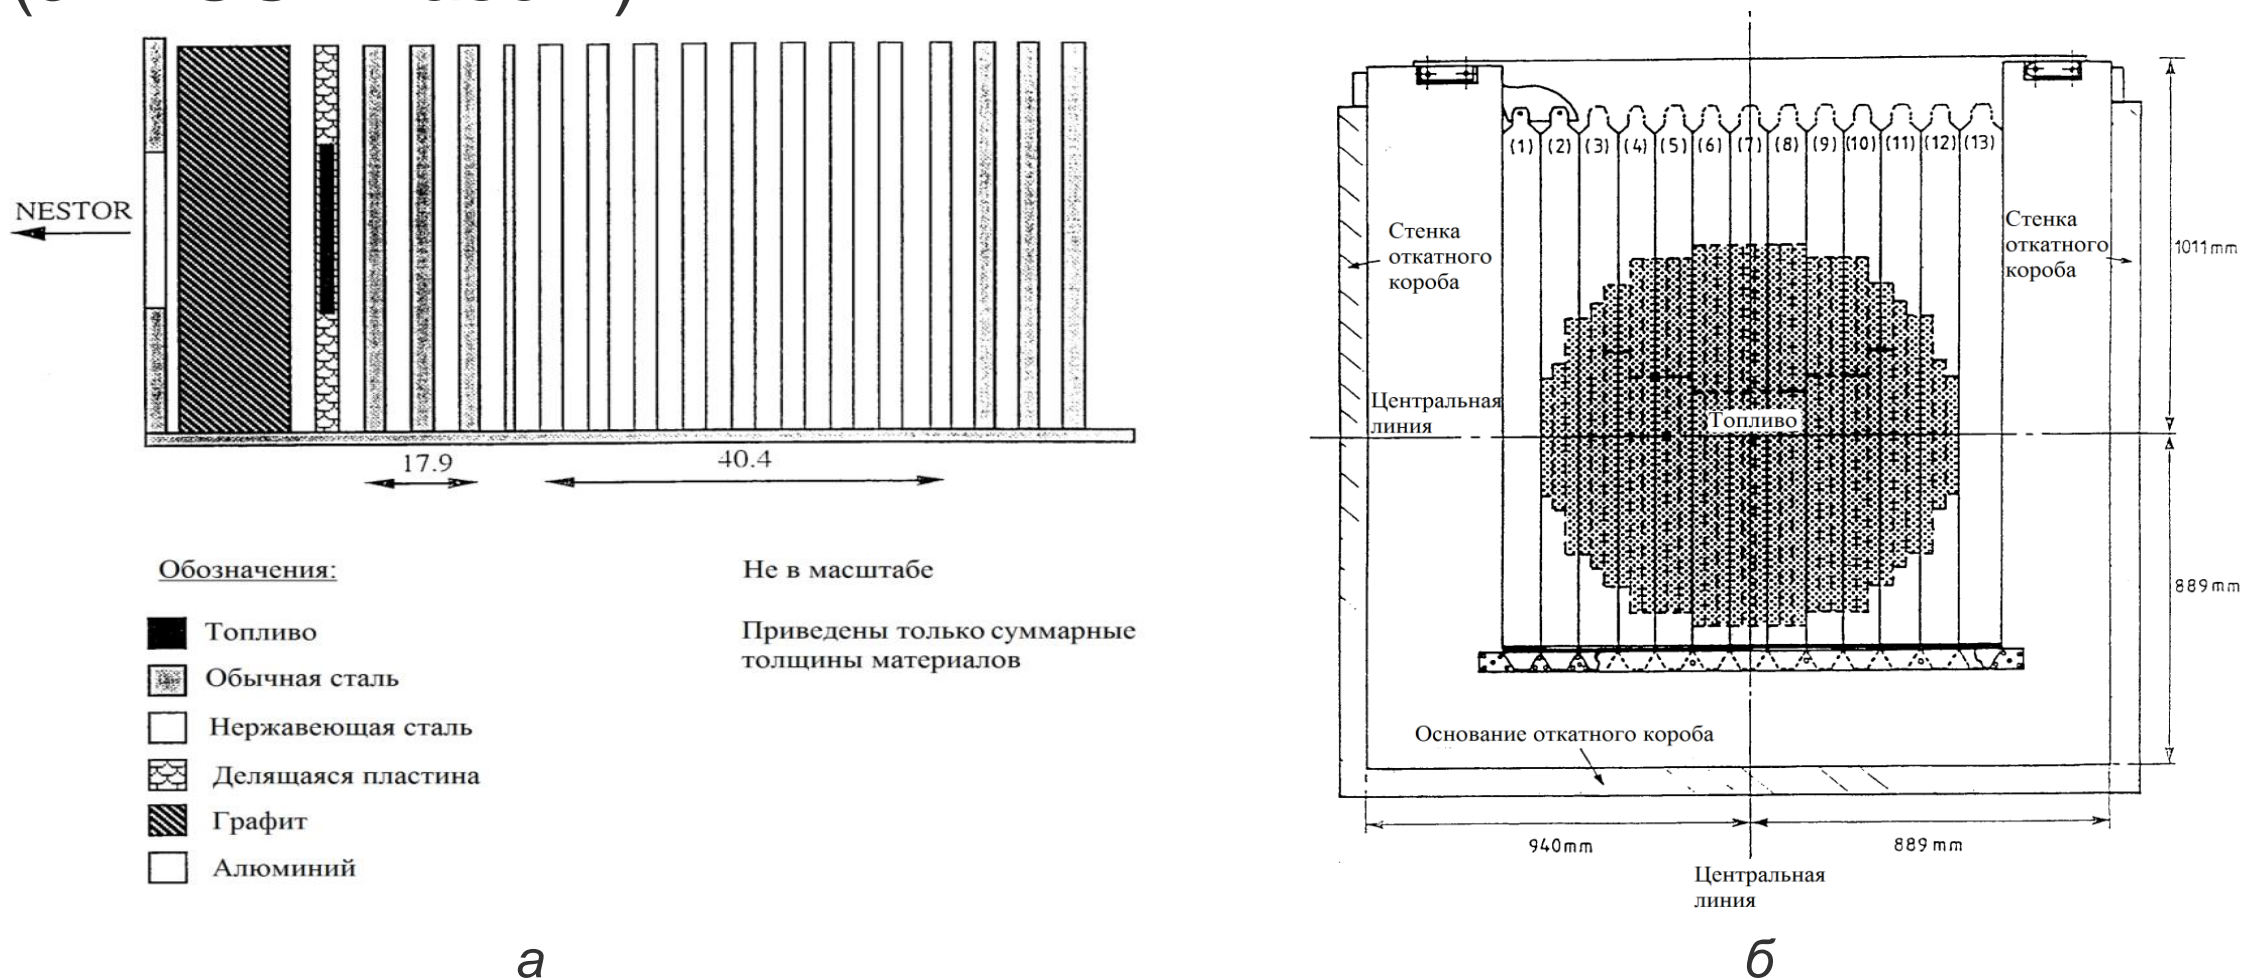 NESTOR
17.9
40.4
Обозначения:
Топливо
Обычная сталь
Нержавеющая сталь
Делящаяся пластина
Графит
Алюминий
Не в масштабе
Приведены только суммарные
толщины материалов
а
(1) (2) (3) (4) (5) (6) (7) (8) (9) (10) (11) (12) (13)
Стенка
откатного
короба
Стенка
откатного
короба
1011mm
Центральная
линия
Топливо
889mm
Основание откатного короба
940mm
889mm
Центральная
линия
б